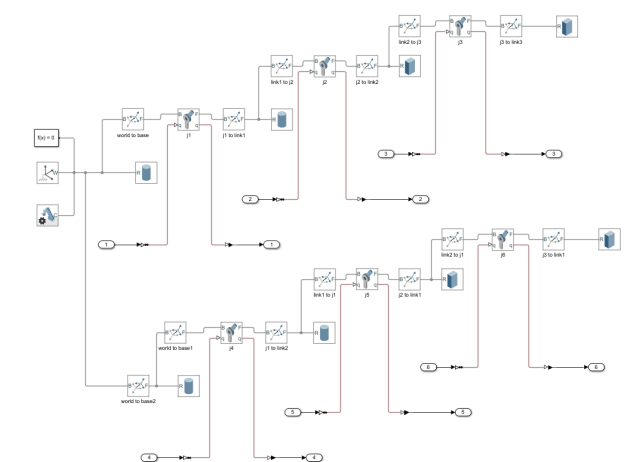 B F
link2 to j3
B F
q q
j3
B F
j3 to link3
R
B F
link1 to j2
B F
q q
j2
B F
j2 to link2
R
f(x) = 0
B F
world to base
B F
q q
j1
B F
j1 to link1
R
W
R
C
3
3
2
2
1
1
B F
link2 to j1
B F
q q
j6
B F
j3 to link1
R
B F
link1 to j1
B F
q q
j5
B F
j2 to link1
R
B F
world to base1
B F
q q
j4
B F
j1 to link2
R
B F
world to base2
R
6
6
5
5
4
4